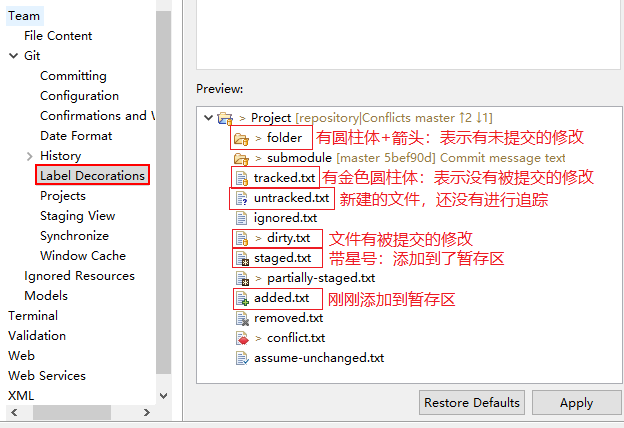 Team
File Content
Git
Committing
Configuration
Confirmations and W
Date Format
History
Label Decorations
Projects
Staging View
Synchronize
Window Cache
Ignored Resources
Models
Terminal
Validation
Web
Web Services
XML
Preview:
> Project [repository|Conflicts master ↑2 ↓1]
> folder 有圆柱体+箭头：表示有未提交的修改
> submodule [master 5bef90d] Commit message text
tracked.txt 有金色圆柱体：表示没有被提交的修改
untracked.txt 新建的文件，还没有进行追踪
ignored.txt
> dirty.txt 文件有被提交的修改
staged.txt 带星号：添加到了暂存区
> partially-staged.txt
added.txt 刚刚添加到暂存区
removed.txt
> conflict.txt
assume-unchanged.txt
Restore Defaults
Apply